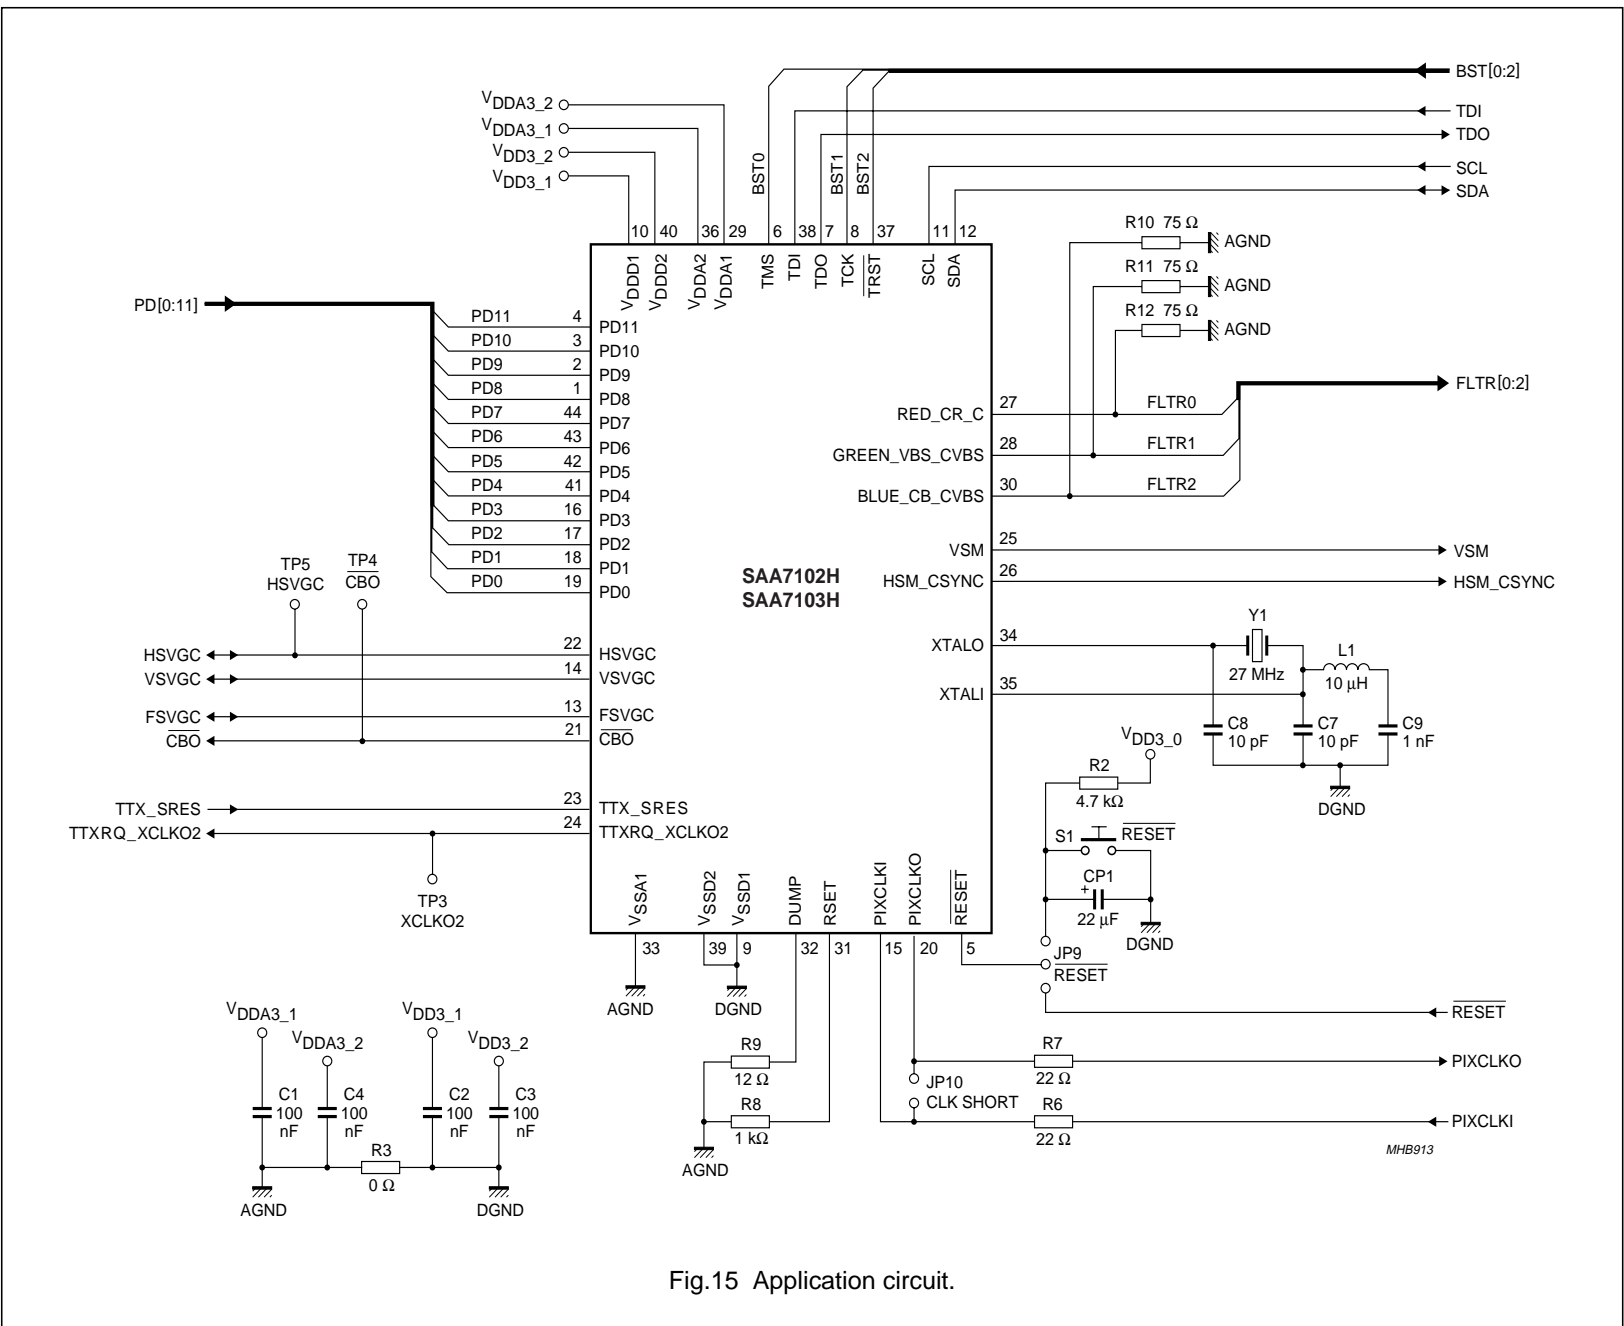 BST[0:2]
TDI
TDO
SCL
SDA
VDDA3_2
VDDA3_1
VDD3_2
VDD3_1
BST0
BST1
BST2
10 40 36 29 6 38 7 8 37 11 12
VDDD1
VDDD2
VDDA2
VDDA1
TMS
TDI
TDO
TCK
TRST
SCL
SDA
R10 75 Ω
AGND
R11 75 Ω
AGND
R12 75 Ω
AGND
PD[0:11]
PD11 4 PD11
PD10 3 PD10
PD9 2 PD9
PD8 1 PD8
PD7 44 PD7
PD6 43 PD6
PD5 42 PD5
PD4 41 PD4
PD3 16 PD3
PD2 17 PD2
PD1 18 PD1
PD0 19 PD0
FLTR[0:2]
RED_CR_C 27 FLTR0
GREEN_VBS_CVBS 28 FLTR1
BLUE_CB_CVBS 30 FLTR2
VSM 25 VSM
HSM_CSYNC 26 HSM_CSYNC
SAA7102H
SAA7103H
TP5
HSVGC
TP4
CBO
HSVGC 22 HSVGC
VSVGC 14 VSVGC
FSVGC 13 FSVGC
CBO 21 CBO
TTX_SRES 23 TTX_SRES
TTXRQ_XCLKO2 24 TTXRQ_XCLKO2
TP3
XCLKO2
XTALO 34
XTALI 35
Y1
27 MHz
L1
10 μH
C8
10 pF
C7
10 pF
C9
1 nF
DGND
VDD3_0
R2
4.7 kΩ
S1 RESET
CP1
+
22 μF
DGND
JP9
RESET
RESET
VSSA1
VSSD2
VSSD1
DUMP
RSET
PIXCLKI
PIXCLKO
RESET
33 39 9 32 31 15 20 5
AGND
DGND
R9
12 Ω
R8
1 kΩ
AGND
R7
22 Ω
PIXCLKO
JP10
CLK SHORT
R6
22 Ω
PIXCLKI
MHB913
VDDA3_1
VDDA3_2
VDD3_1
VDD3_2
C1
100
nF
C4
100
nF
C2
100
nF
C3
100
nF
R3
0 Ω
AGND
DGND
Fig.15 Application circuit.